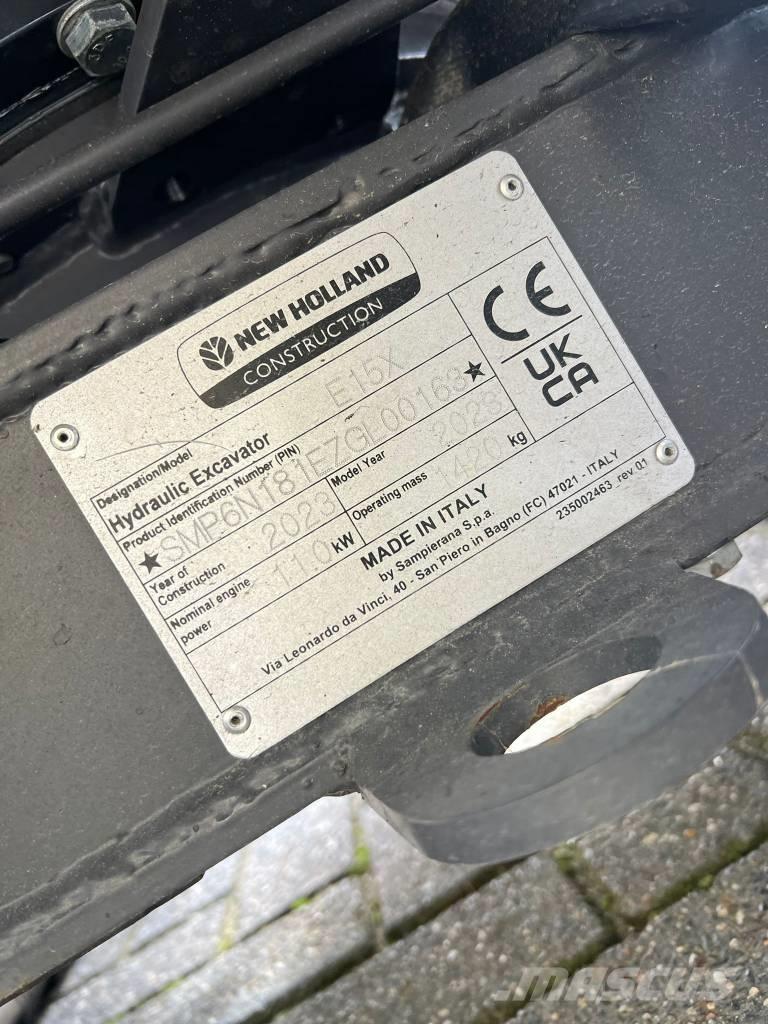 NEW HOLLAND
CONSTRUCTION
Designation/Model
Hydraulic Excavator E15X
Product Identification Number (PIN)
★SMP6N181EZGL00163★
Year of Construction 2023 Model Year 2023
Nominal engine power 11.0 kW Operating mass 1420 kg
CE
UK
CA
MADE IN ITALY
by Sampierana S.p.a.
Via Leonardo da Vinci, 40 - San Piero in Bagno (FC) 47021 - ITALY
235002463_rev 01
MASCUS